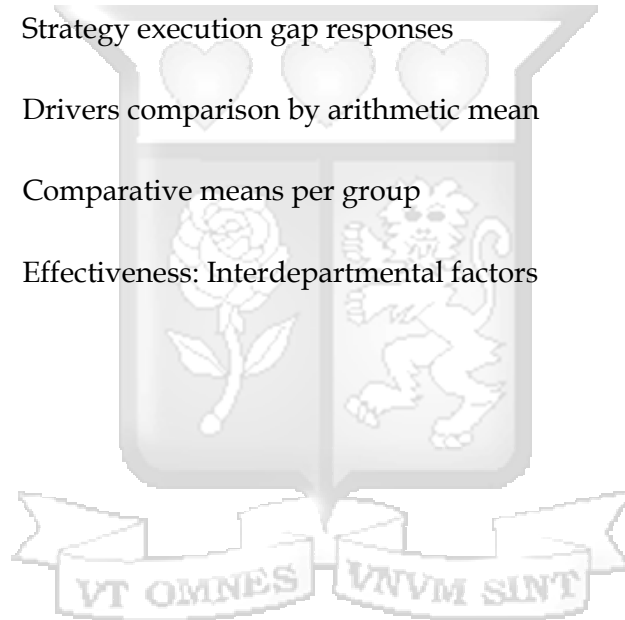 Strategy execution gap responses
Drivers comparison by arithmetic mean
Comparative means per group
Effectiveness: Interdepartmental factors
VT OMNES VNVM SINT